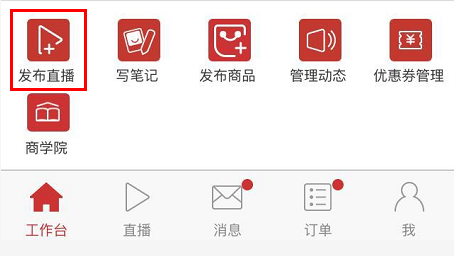 发布直播 写笔记 发布商品 管理动态 优惠券管理
商学院
工作台 直播 消息 订单 我